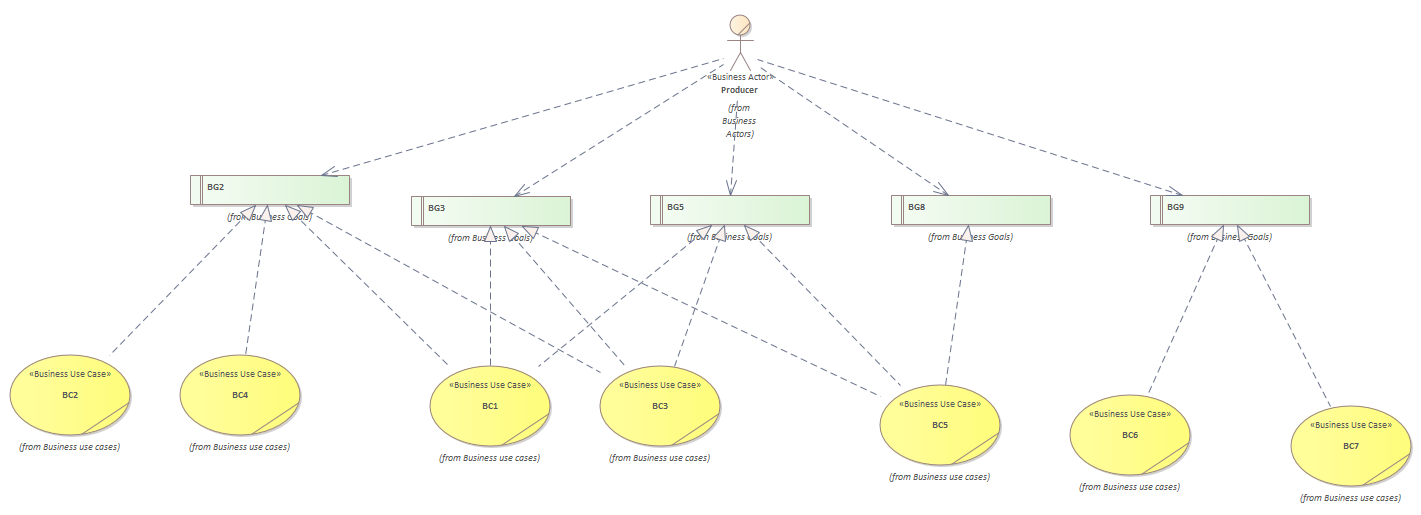 «Business Actor»
Producer
(from
Business
Actors)
BG2
(from Business Goals)
BG3
(from Business Goals)
BG5
(from Business Goals)
BG8
(from Business Goals)
BG9
(from Business Goals)
«Business Use Case»
BC2
(from Business use cases)
«Business Use Case»
BC4
(from Business use cases)
«Business Use Case»
BC1
(from Business use cases)
«Business Use Case»
BC3
(from Business use cases)
«Business Use Case»
BC5
(from Business use cases)
«Business Use Case»
BC6
(from Business use cases)
«Business Use Case»
BC7
(from Business use cases)